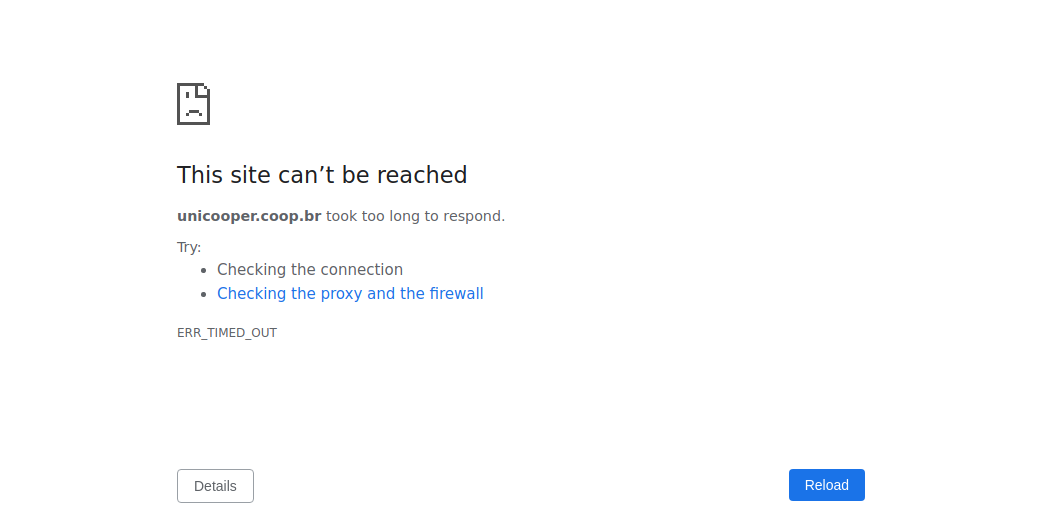 This site can’t be reached
unicooper.coop.br took too long to respond.
Try:
Checking the connection
Checking the proxy and the firewall
ERR_TIMED_OUT
Details
Reload